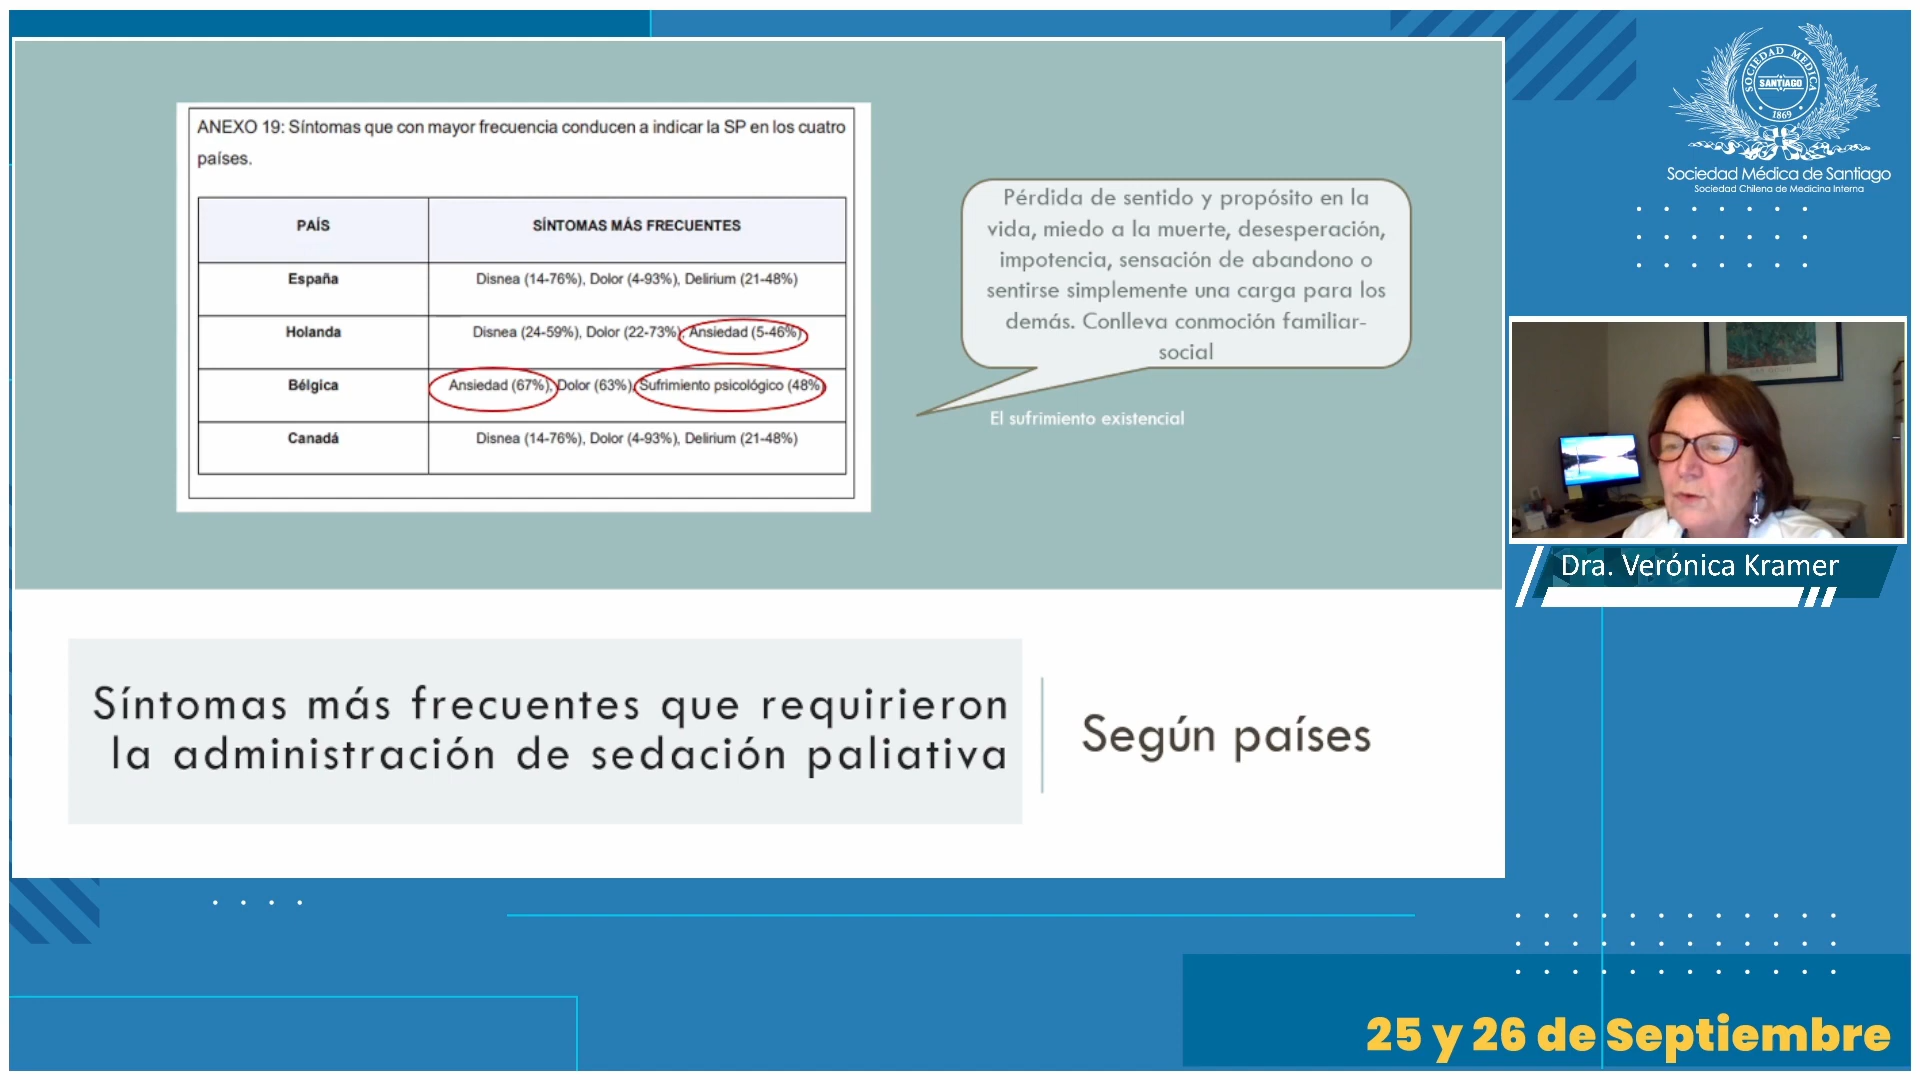 ANEXO 19: Síntomas que con mayor frecuencia conducen a indicar la SP en los cuatro
países.
PAÍS SÍNTOMAS MÁS FRECUENTES
España Disnea (14-76%), Dolor (4-93%), Delirium (21-48%)
Holanda Disnea (24-59%), Dolor (22-73%), Ansiedad (5-46%)
Bélgica Ansiedad (67%), Dolor (63%), Sufrimiento psicológico (48%)
Canadá Disnea (14-76%), Dolor (4-93%), Delirium (21-48%)
Pérdida de sentido y propósito en la
vida, miedo a la muerte, desesperación,
impotencia, sensación de abandono o
sentirse simplemente una carga para los
demás. Conlleva conmoción familiar-
social
El sufrimiento existencial
Síntomas más frecuentes que requirieron
la administración de sedación paliativa
Según países
SOCIEDAD MEDICA
SANTIAGO
1869
Sociedad Médica de Santiago
Sociedad Chilena de Medicina Interna
Dra. Verónica Kramer
25 y 26 de Septiembre